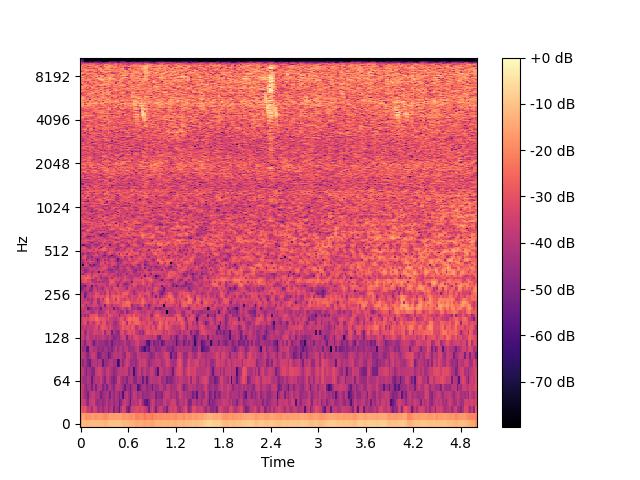 8192
4096
2048
1024
512
256
128
64
0
Hz
0 0.6 1.2 1.8 2.4 3 3.6 4.2 4.8
Time
+0 dB
-10 dB
-20 dB
-30 dB
-40 dB
-50 dB
-60 dB
-70 dB